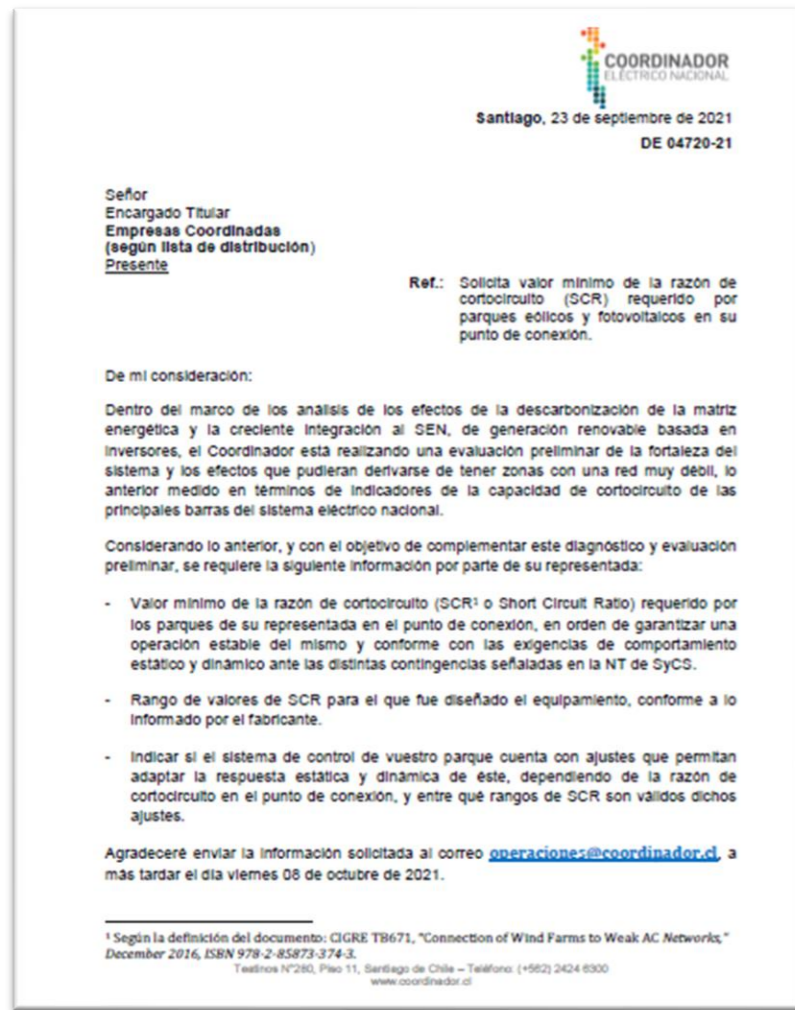 COORDINADOR
ELÉCTRICO NACIONAL
Santiago, 23 de septiembre de 2021
DE 04720-21
Señor
Encargado Titular
Empresas Coordinadas
(según lista de distribución)
Presente
Ref.: Solicita valor mínimo de la razón de
cortocircuito (SCR) requerido por
parques eólicos y fotovoltaicos en su
punto de conexión.
De mi consideración:
Dentro del marco de los análisis de los efectos de la descarbonización de la matriz
energética y la creciente integración al SEN, de generación renovable basada en
inversores, el Coordinador está realizando una evaluación preliminar de la fortaleza del
sistema y los efectos que pudieran derivarse de tener zonas con una red muy débil, lo
anterior medido en términos de indicadores de la capacidad de cortocircuito de las
principales barras del sistema eléctrico nacional.
Considerando lo anterior, y con el objetivo de complementar este diagnóstico y evaluación
preliminar, se requiere la siguiente información por parte de su representada:
- Valor mínimo de la razón de cortocircuito (SCR¹ o Short Circuit Ratio) requerido por
los parques de su representada en el punto de conexión, en orden de garantizar una
operación estable del mismo y conforme con las exigencias de comportamiento
estático y dinámico ante las distintas contingencias señaladas en la NT de SyCS.
- Rango de valores de SCR para el que fue diseñado el equipamiento, conforme a lo
informado por el fabricante.
- Indicar si el sistema de control de vuestro parque cuenta con ajustes que permitan
adaptar la respuesta estática y dinámica de éste, dependiendo de la razón de
cortocircuito en el punto de conexión, y entre qué rangos de SCR son válidos dichos
ajustes.
Agradeceré enviar la información solicitada al correo operaciones@coordinador.cl, a
más tardar el día viernes 08 de octubre de 2021.
¹ Según la definición del documento: CIGRE TB671, "Connection of Wind Farms to Weak AC Networks,"
December 2016, ISBN 978-2-85873-374-3.
Teatinos N°280, Piso 11, Santiago de Chile – Teléfono: (+562) 2424 6300
www.coordinador.cl